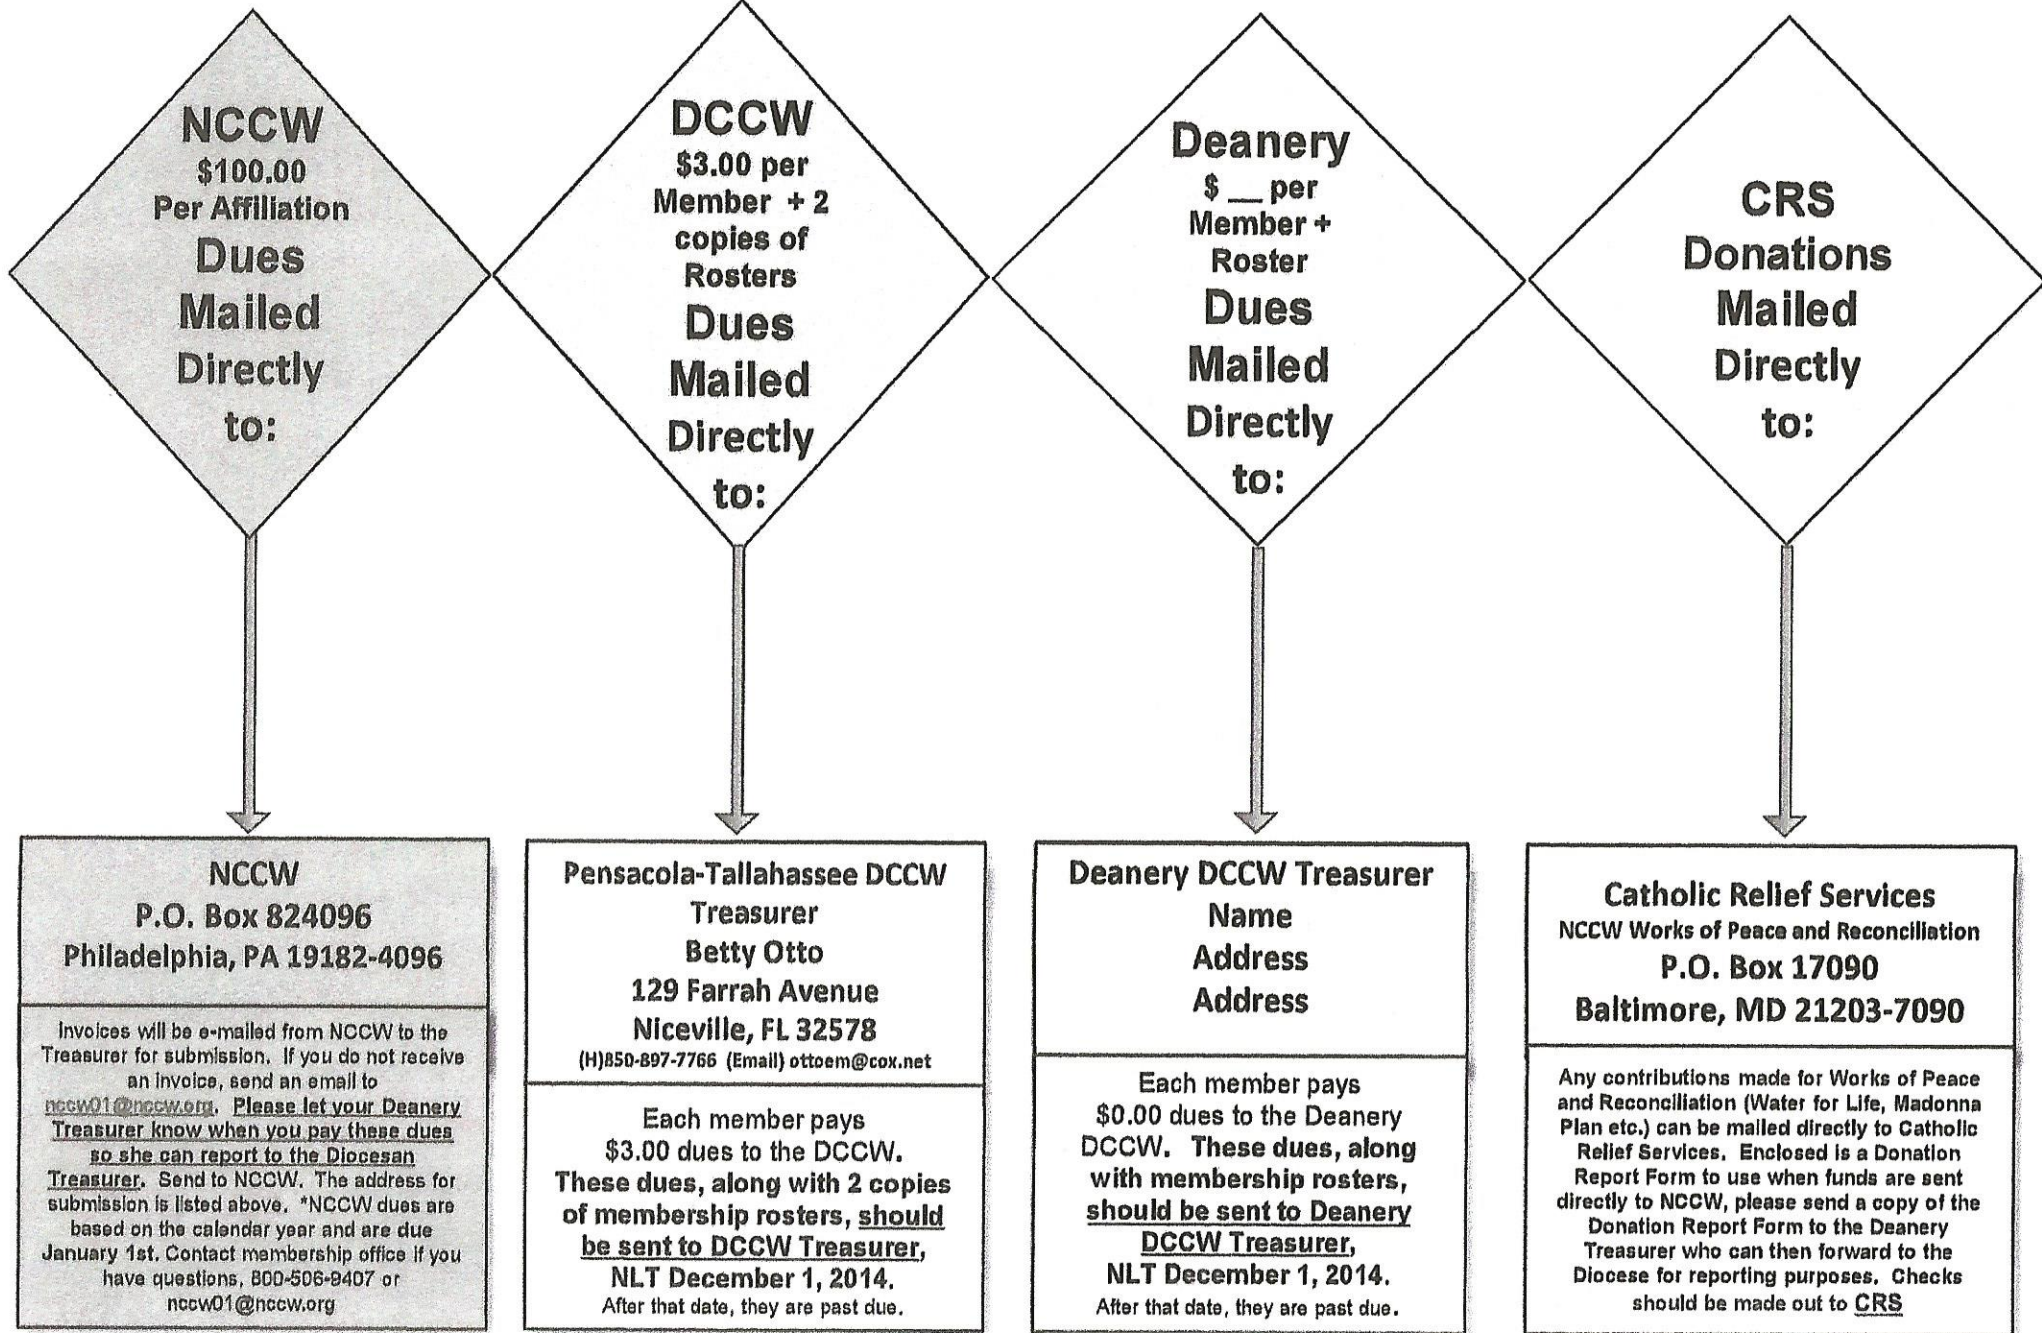 NCCW
$100.00
Per Affiliation
Dues
Mailed
Directly
to:
DCCW
$3.00 per
Member + 2
copies of
Rosters
Dues
Mailed
Directly
to:
Deanery
$ __ per
Member +
Roster
Dues
Mailed
Directly
to:
CRS
Donations
Mailed
Directly
to:
NCCW
P.O. Box 824096
Philadelphia, PA 19182-4096
Invoices will be e-mailed from NCCW to the
Treasurer for submission. If you do not receive
an invoice, send an email to
nccw01@nccw.org. Please let your Deanery
Treasurer know when you pay these dues
so she can report to the Diocesan
Treasurer. Send to NCCW. The address for
submission is listed above. *NCCW dues are
based on the calendar year and are due
January 1st. Contact membership office if you
have questions, 800-506-9407 or
nccw01@nccw.org
Pensacola-Tallahassee DCCW
Treasurer
Betty Otto
129 Farrah Avenue
Niceville, FL 32578
(H)850-897-7766 (Email) ottoem@cox.net
Each member pays
$3.00 dues to the DCCW.
These dues, along with 2 copies
of membership rosters, should
be sent to DCCW Treasurer,
NLT December 1, 2014.
After that date, they are past due.
Deanery DCCW Treasurer
Name
Address
Address
Each member pays
$0.00 dues to the Deanery
DCCW. These dues, along
with membership rosters,
should be sent to Deanery
DCCW Treasurer,
NLT December 1, 2014.
After that date, they are past due.
Catholic Relief Services
NCCW Works of Peace and Reconciliation
P.O. Box 17090
Baltimore, MD 21203-7090
Any contributions made for Works of Peace
and Reconciliation (Water for Life, Madonna
Plan etc.) can be mailed directly to Catholic
Relief Services. Enclosed is a Donation
Report Form to use when funds are sent
directly to NCCW, please send a copy of the
Donation Report Form to the Deanery
Treasurer who can then forward to the
Diocese for reporting purposes. Checks
should be made out to CRS